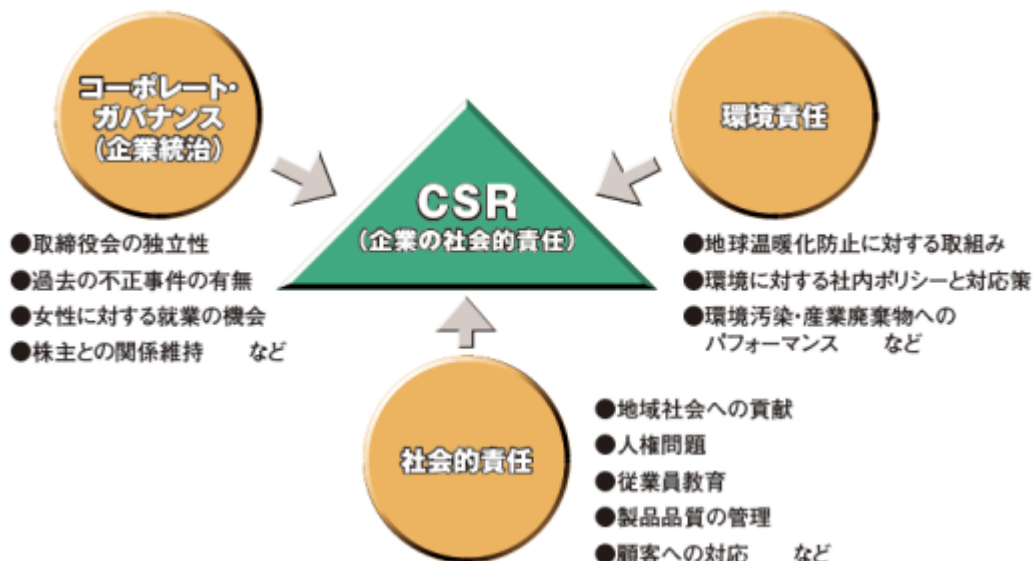 コーポレート・
ガバナンス
（企業統治）
●取締役会の独立性
●過去の不正事件の有無
●女性に対する就業の機会
●株主との関係維持　など
CSR
（企業の社会的責任）
環境責任
●地球温暖化防止に対する取組み
●環境に対する社内ポリシーと対応策
●環境汚染・産業廃棄物への
パフォーマンス　など
社会的責任
●地域社会への貢献
●人権問題
●従業員教育
●製品品質の管理
●顧客への対応　など